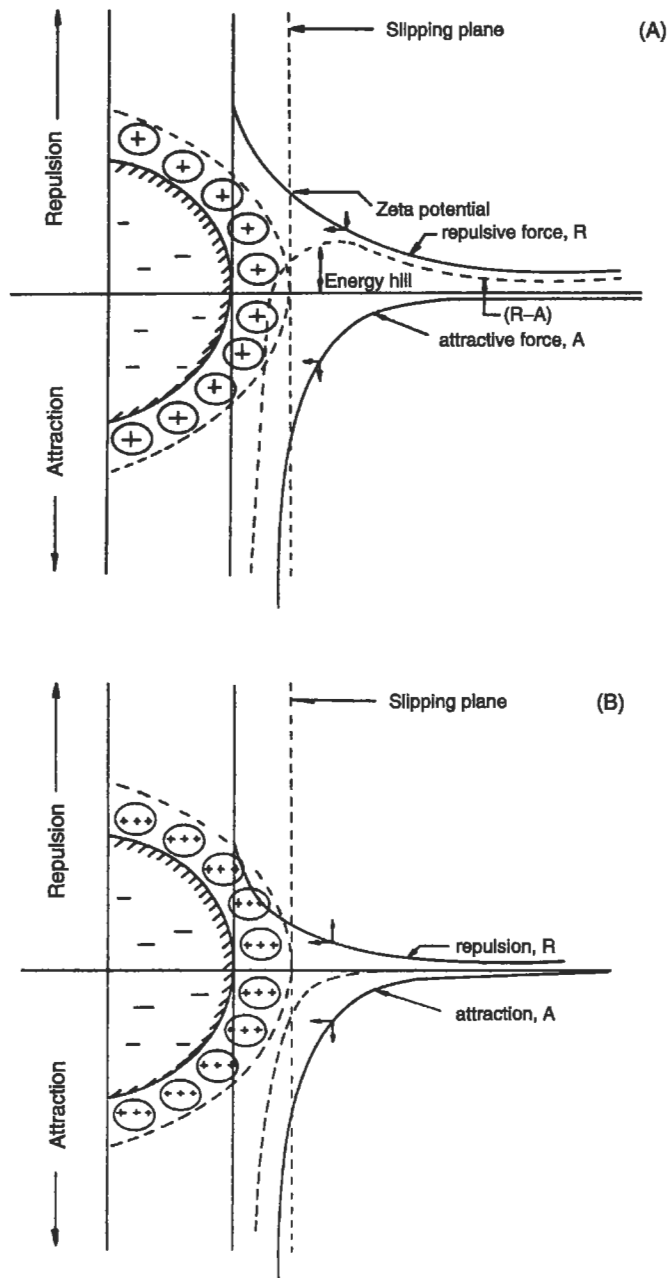 (A)
Slipping plane
Repulsion
Zeta potential
repulsive force, R
Energy hill
(R–A)
attractive force, A
Attraction
+
+
+
+
+
+
+
+
+
+
– – – – – – –
(B)
Slipping plane
Repulsion
repulsion, R
attraction, A
Attraction
+++
+++
+++
+++
+++
+++
+++
+++
+++
+++
– – – – – – –